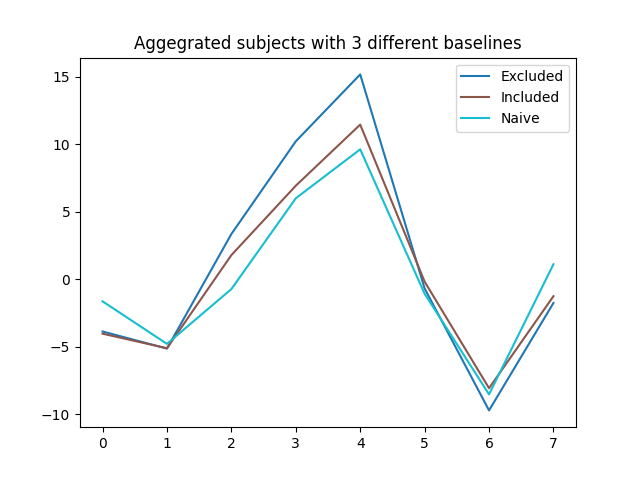 Aggegrated subjects with 3 different baselines
Excluded
Included
Naive
15
10
5
0
−5
−10
0 1 2 3 4 5 6 7